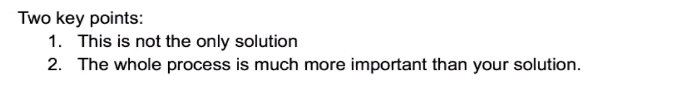 Two key points:
1. This is not the only solution
2. The whole process is much more important than your solution.